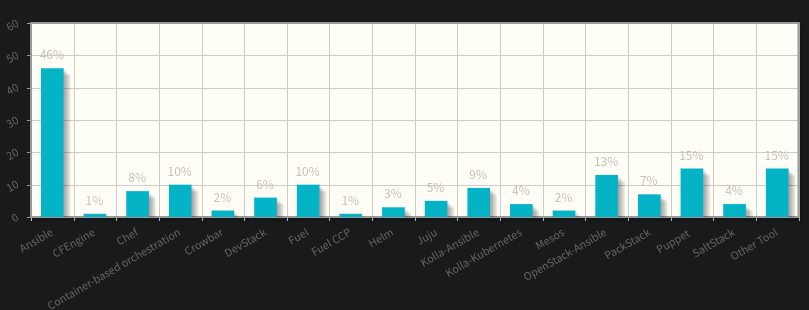 60
50
40
30
20
10
0
46%
1%
8%
10%
2%
6%
10%
1%
3%
5%
9%
4%
2%
13%
7%
15%
4%
15%
Ansible
CFEngine
Chef
Container-based orchestration
Crowbar
DevStack
Fuel
Fuel CCP
Helm
Juju
Kolla-Ansible
Kolla-Kubernetes
Mesos
OpenStack-Ansible
PackStack
Puppet
SaltStack
Other Tool